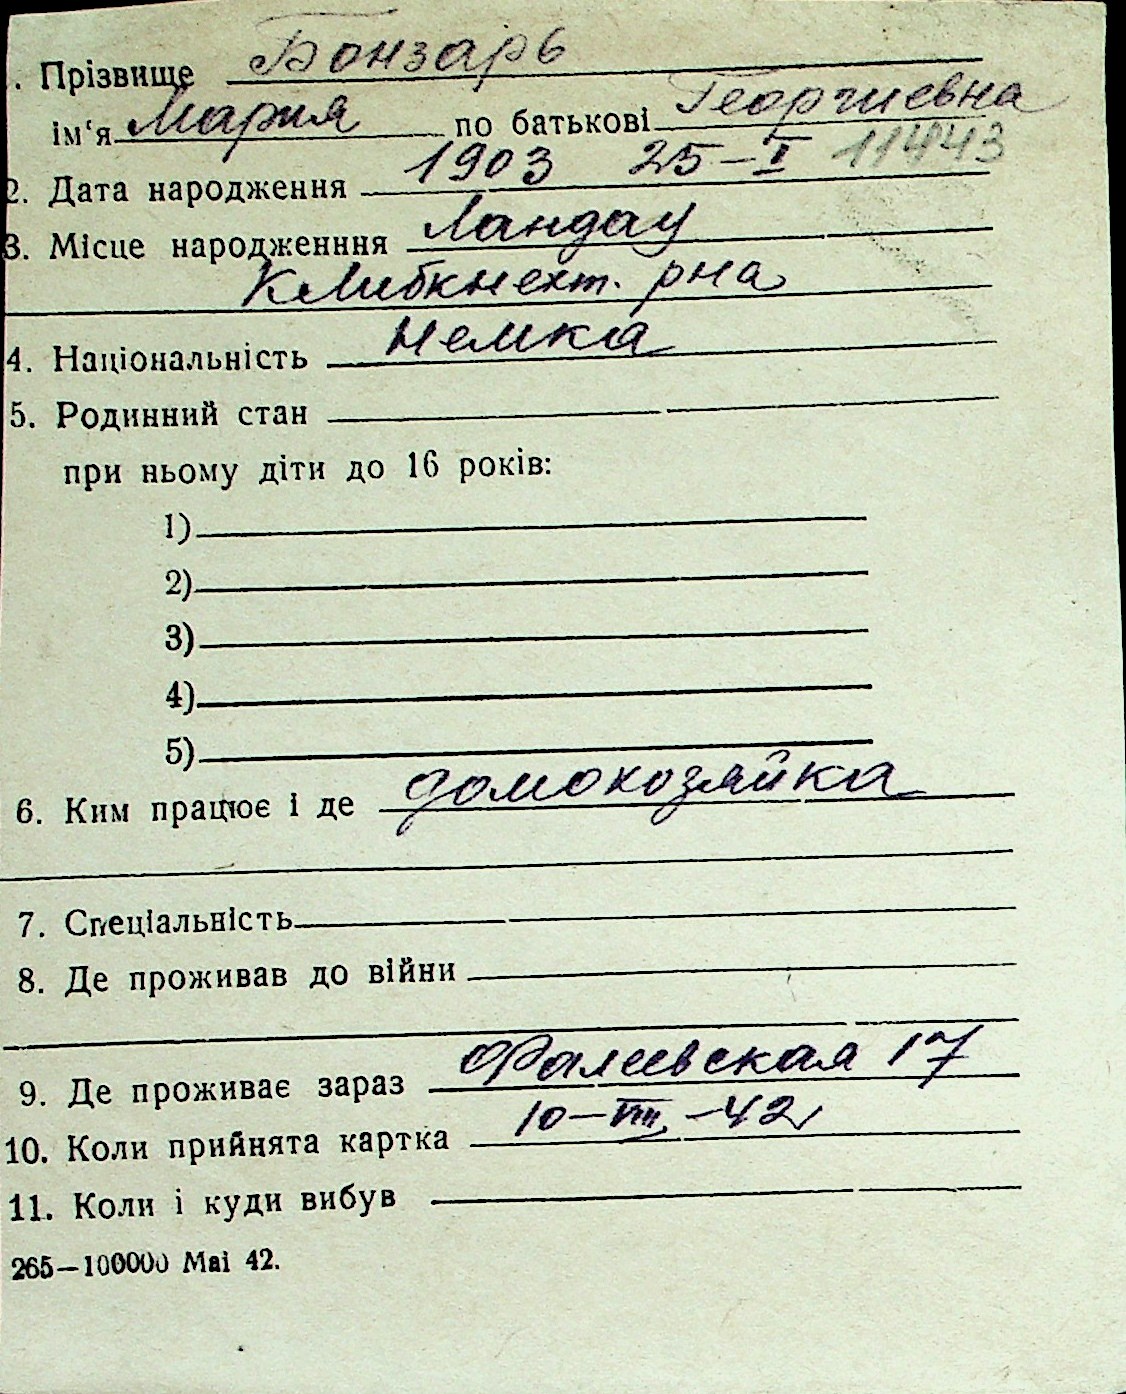 . Прізвище Бонзарь
ім‘я Мария по батькові Георгиевна
2. Дата народження 1903 25–I 11443
3. Місце народженння Ландау
К Либкнехт. рна
4. Національність Немка
5. Родинний стан
при ньому діти до 16 років:
1)
2)
3)
4)
5)
6. Ким працює і де домохозяйка
7. Спеціальність
8. Де проживав до війни
9. Де проживає зараз Фалеевская 17
10. Коли прийнята картка 10–VIII–42
11. Коли і куди вибув
265—100000 Mai 42.